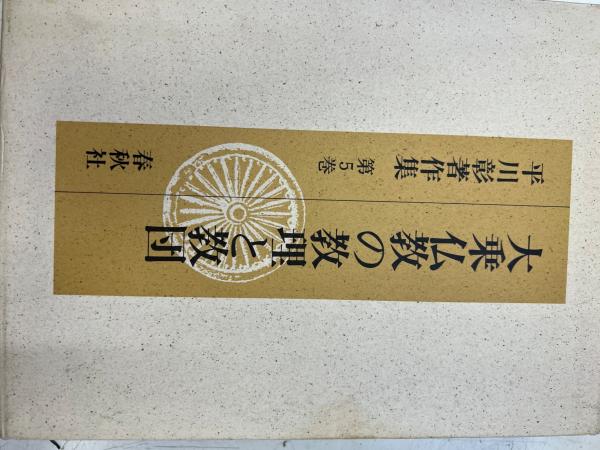 平川彰著作集
第5巻
春秋社
大乗仏教の教理と教団